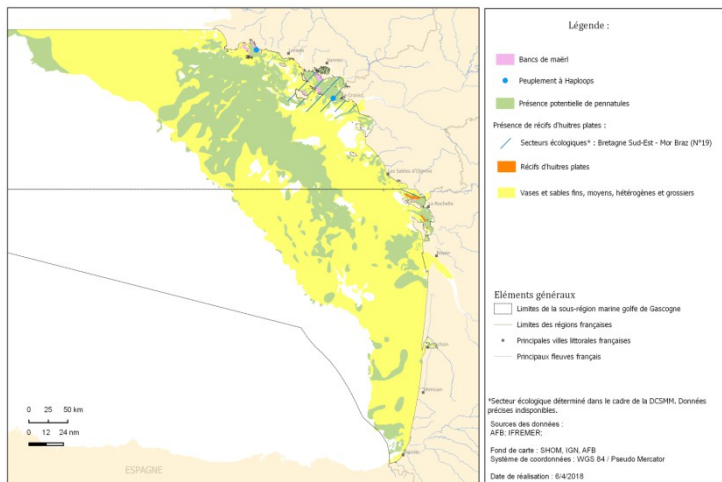 Légende :
Bancs de maërl
Peuplement à Haploops
Présence potentielle de pennatules
Présence de récifs d'huitres plates :
Secteurs écologiques* : Bretagne Sud-Est - Mor Braz (N°19)
Récifs d'huitres plates
Vases et sables fins, moyens, hétérogènes et grossiers
Eléments généraux
Limites de la sous-région marine golfe de Gascogne
Limites des régions françaises
Principales villes littorales françaises
Principaux fleuves français
*Secteur écologique déterminé dans le cadre de la DCSMM. Données
précises indisponibles.
Sources des données :
AFB; IFREMER;
Fond de carte : SHOM, IGN, AFB
Système de coordonnées : WGS 84 / Pseudo Mercator
Date de réalisation : 6/4/2018
Les Sables d'Olonne
La Rochelle
0 25 50 km
0 12 24 nm
ESPAGNE